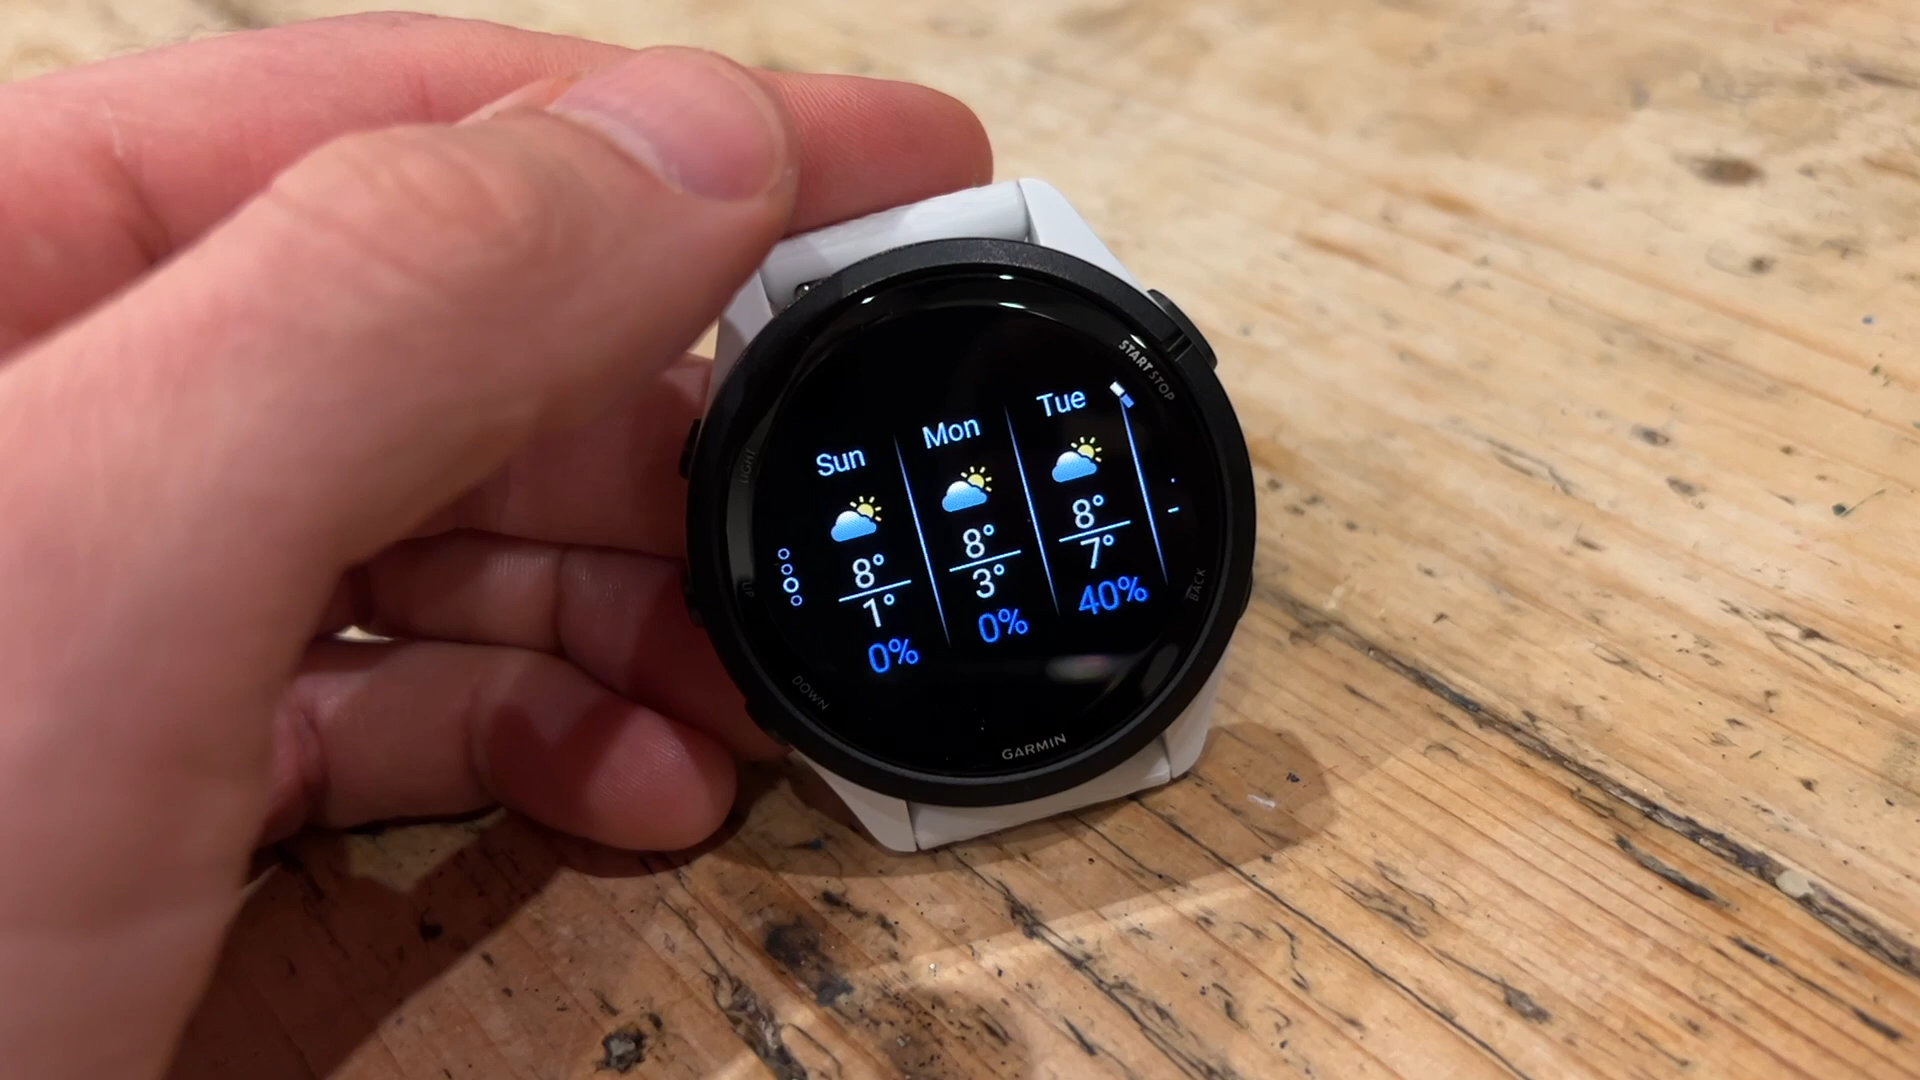 START STOP
LIGHT
Sun Mon Tue
8° 8° 8°
1° 3° 7°
0% 0% 40%
UP
BACK
DOWN
GARMIN